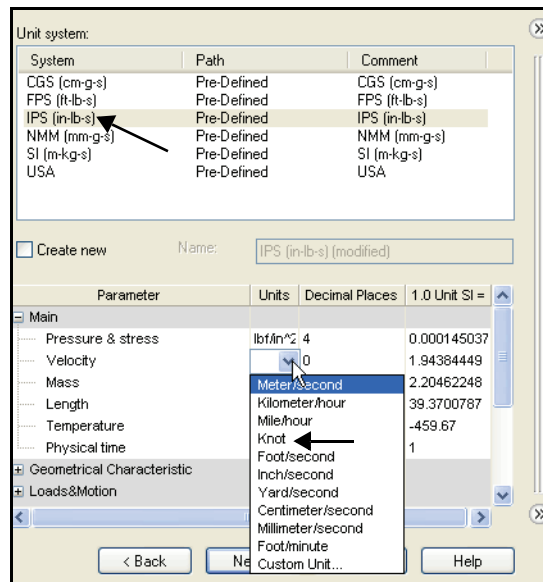 Unit system:
System Path Comment
CGS (cm-g-s) Pre-Defined CGS (cm-g-s)
FPS (ft-lb-s) Pre-Defined FPS (ft-lb-s)
IPS (in-lb-s) Pre-Defined IPS (in-lb-s)
NMM (mm-g-s) Pre-Defined NMM (mm-g-s)
SI (m-kg-s) Pre-Defined SI (m-kg-s)
USA Pre-Defined USA
Create new Name: IPS (in-lb-s) (modified)
Parameter Units Decimal Places 1.0 Unit SI =
Main
Pressure & stress lbf/in^2 4 0.000145037
Velocity 0 1.94384449
Mass 2.20462248
Length 39.3700787
Temperature -459.67
Physical time 1
Geometrical Characteristic
Loads&Motion
Meter/second
Kilometer/hour
Mile/hour
Knot
Foot/second
Inch/second
Yard/second
Centimeter/second
Millimeter/second
Foot/minute
Custom Unit...
< Back Ne Help